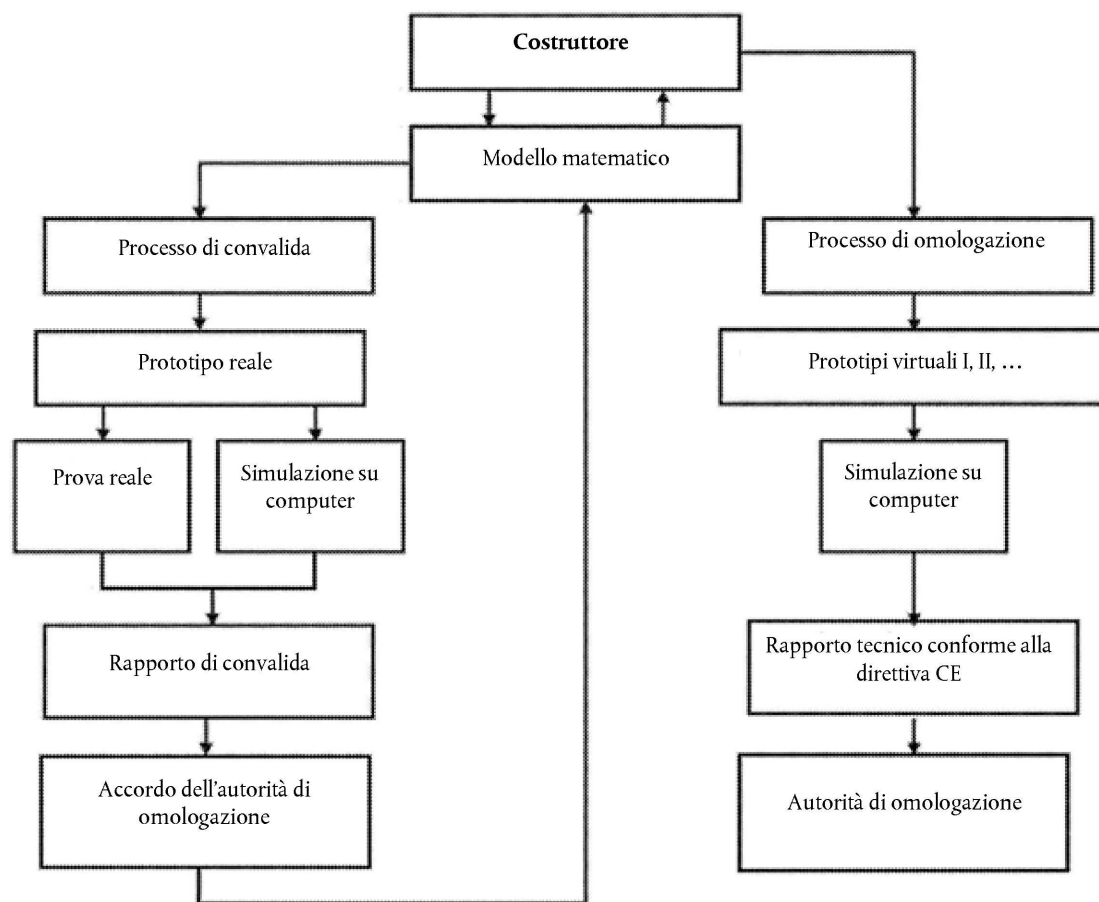 Costruttore
Modello matematico
Processo di convalida
Processo di omologazione
Prototipo reale
Prototipi virtuali I, II, …
Prova reale
Simulazione su
computer
Simulazione su
computer
Rapporto di convalida
Rapporto tecnico conforme alla
direttiva CE
Accordo dell'autorità di
omologazione
Autorità di omologazione